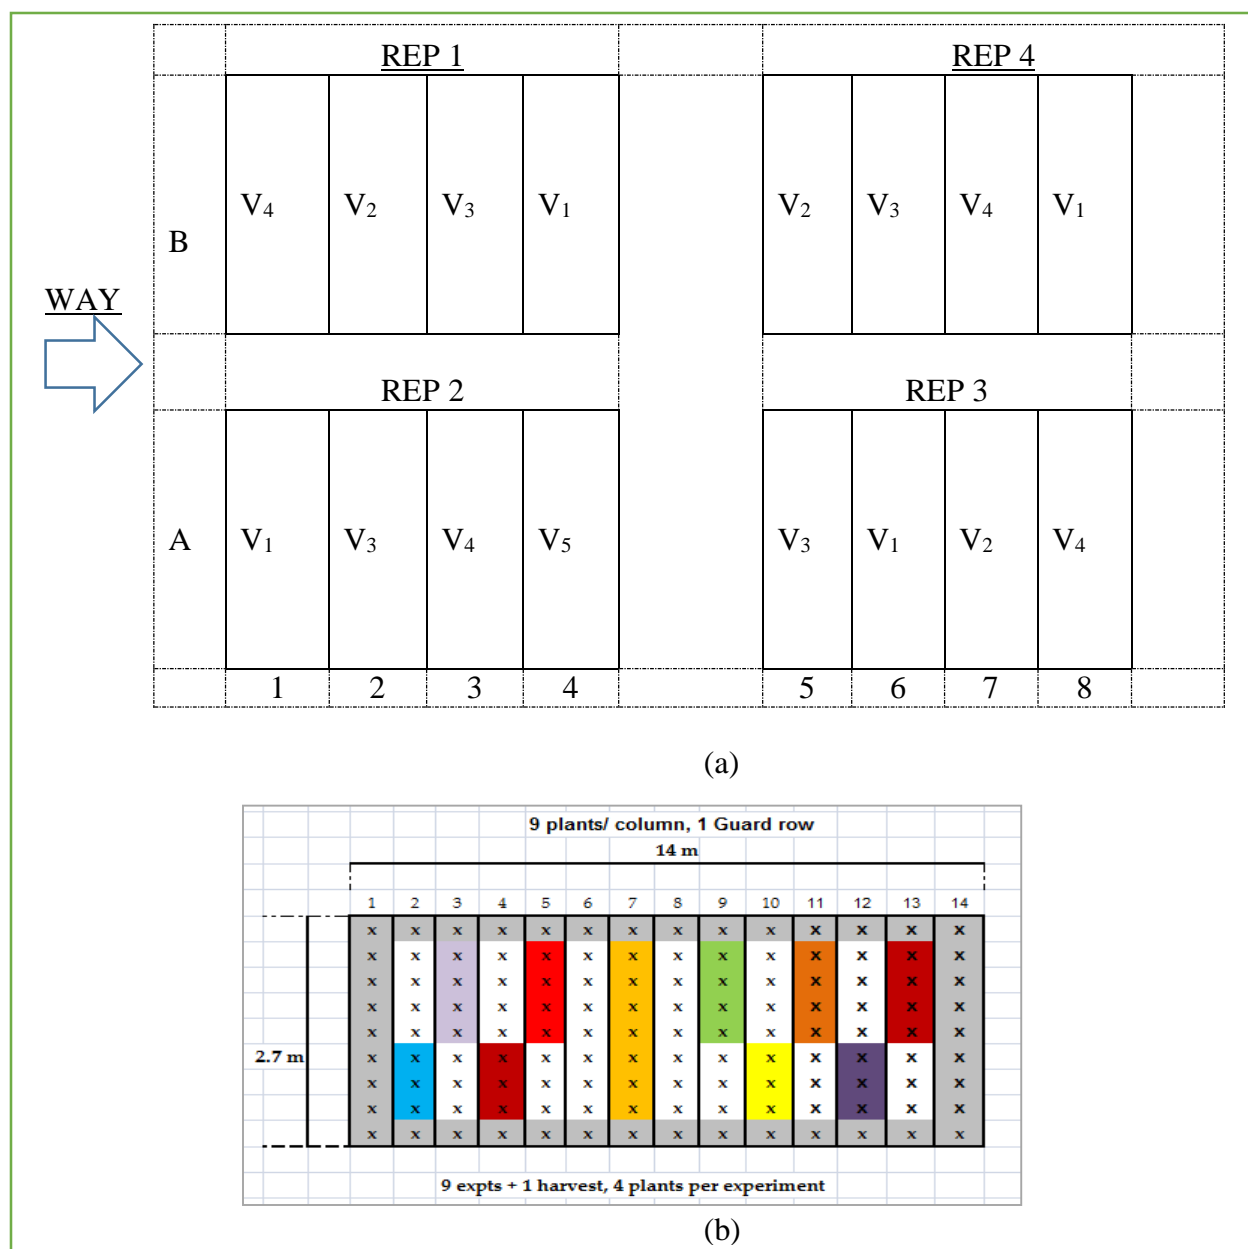 REP 1 REP 4
V4 V2 V3 V1 V2 V3 V4 V1
B
WAY
REP 2 REP 3
A V1 V3 V4 V5 V3 V1 V2 V4
1 2 3 4 5 6 7 8
(a)
9 plants/ column, 1 Guard row
14 m
1 2 3 4 5 6 7 8 9 10 11 12 13 14
x x x x x x x x x x x x x x
x x x x x x x x x x x x x x
x x x x x x x x x x x x x x
x x x x x x x x x x x x x x
x x x x x x x x x x x x x x
2.7 m x x x x x x x x x x x x x x
x x x x x x x x x x x x x x
x x x x x x x x x x x x x x
x x x x x x x x x x x x x x
9 expts + 1 harvest, 4 plants per experiment
(b)